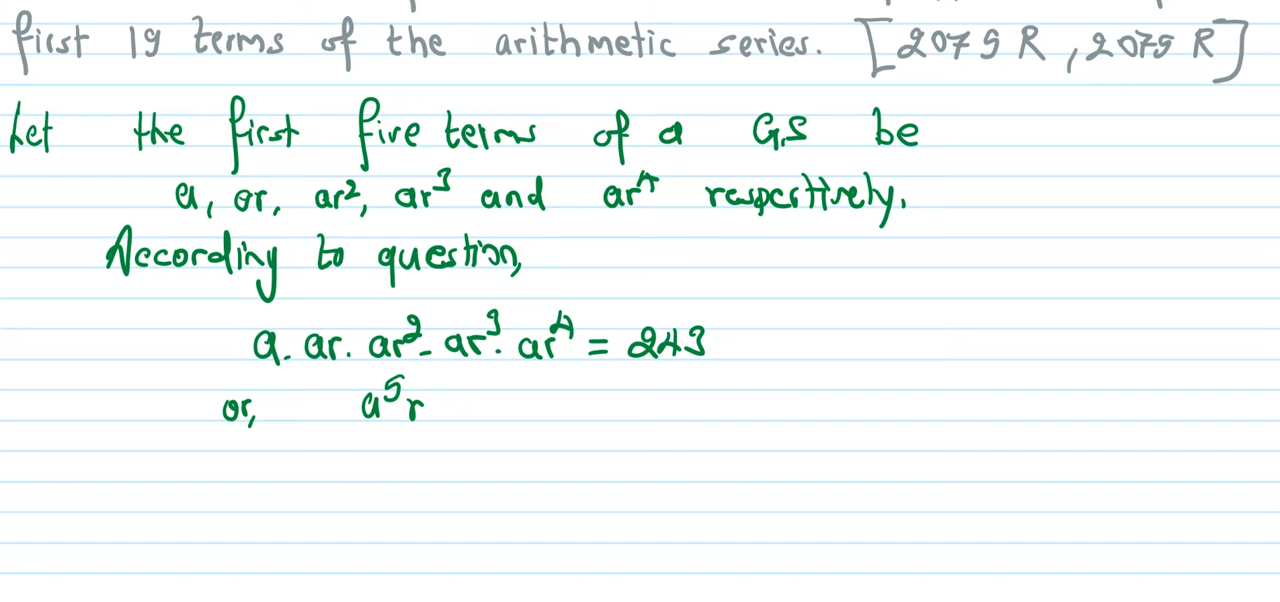 first 19 terms of the arithmetic series. [2079 R, 2075 R]
Let the first five terms of a G.S be
a, ar, ar², ar³ and ar⁴ respectively.
According to question,
a. ar. ar². ar³. ar⁴ = 243
or, a⁵r